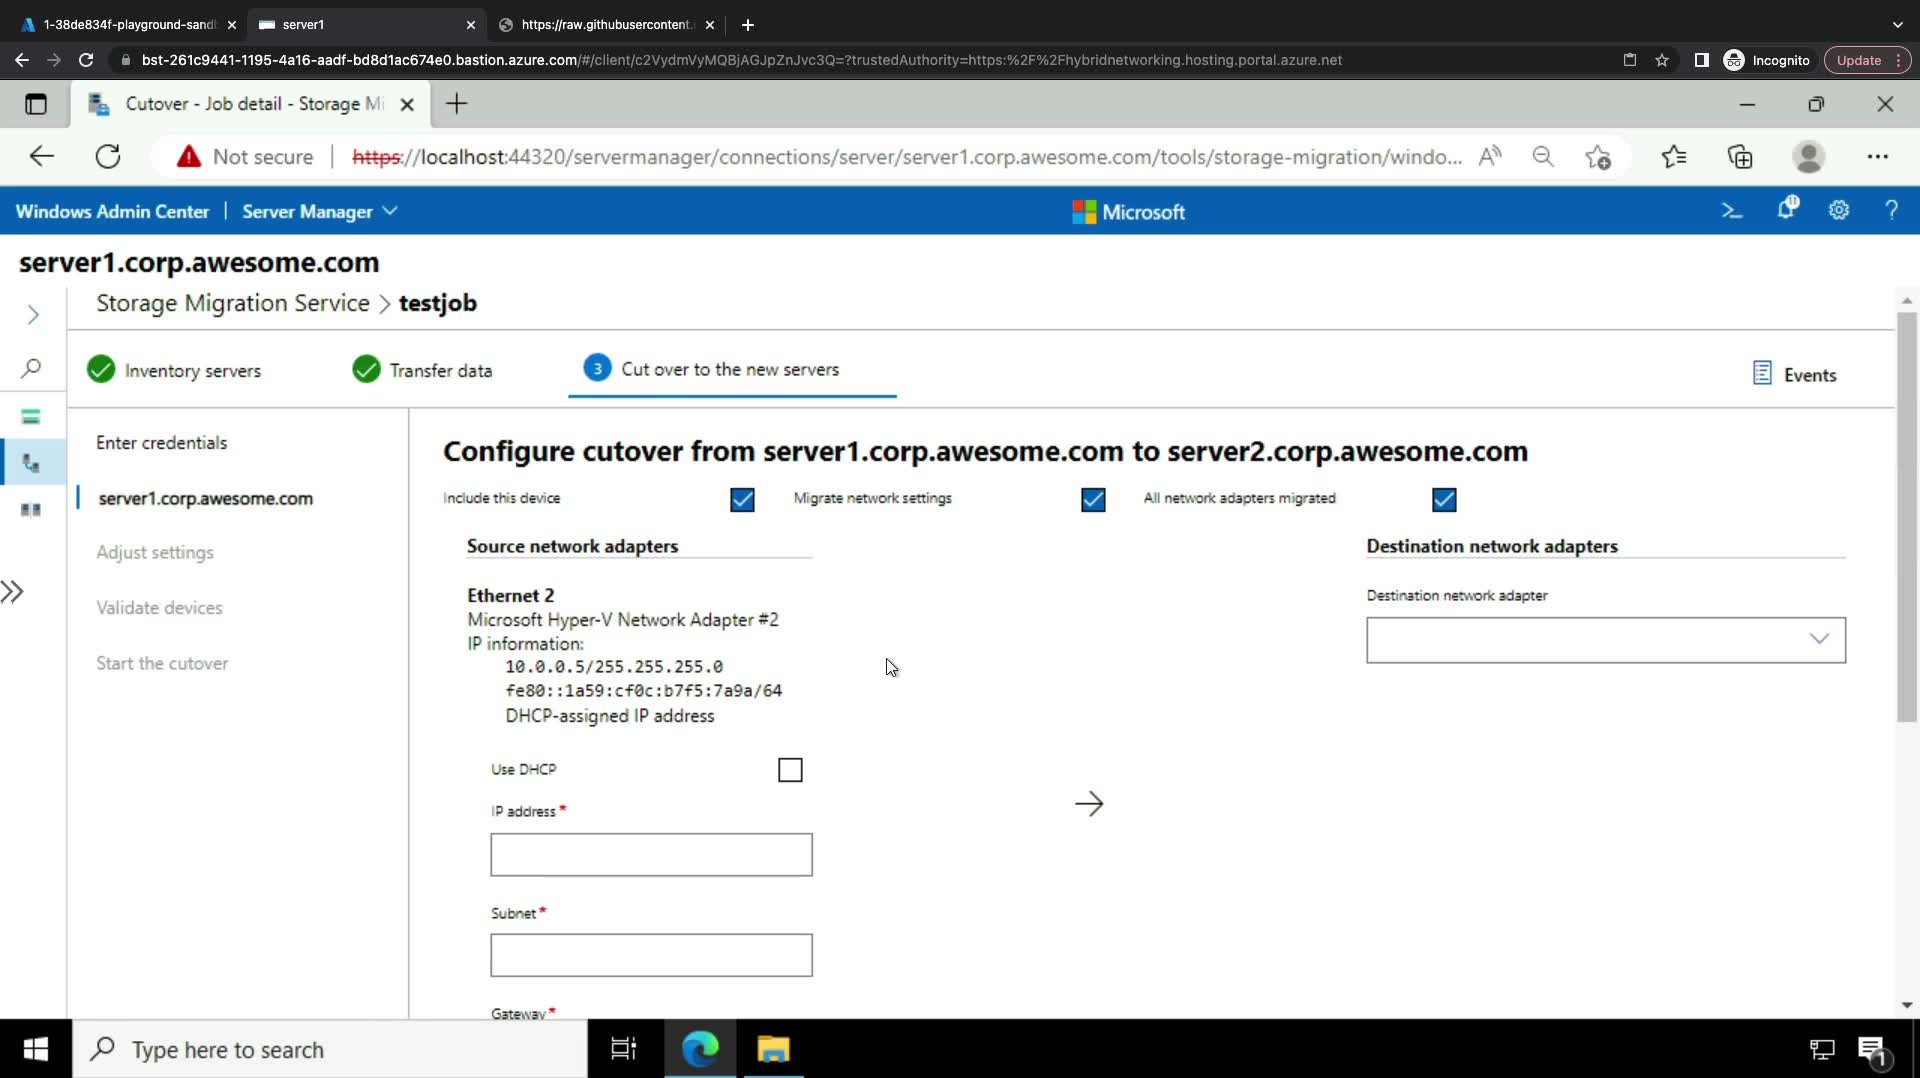 1-38de834f-playground-sand
server1
https://raw.githubusercontent.
bst-261c9441-1195-4a16-aadf-bd8d1ac674e0.bastion.azure.com/#/client/c2VydmVyMQBjAGJpZnJvc3Q=?trustedAuthority=https:%2F%2Fhybridnetworking.hosting.portal.azure.net
Incognito
Update
Cutover - Job detail - Storage Mi
Not secure
https://localhost:44320/servermanager/connections/server/server1.corp.awesome.com/tools/storage-migration/windo...
Windows Admin Center
Server Manager
Microsoft
server1.corp.awesome.com
Storage Migration Service > testjob
Inventory servers
Transfer data
3
Cut over to the new servers
Events
Enter credentials
server1.corp.awesome.com
Adjust settings
Validate devices
Start the cutover
Configure cutover from server1.corp.awesome.com to server2.corp.awesome.com
Include this device
Migrate network settings
All network adapters migrated
Source network adapters
Destination network adapters
Ethernet 2
Microsoft Hyper-V Network Adapter #2
IP information:
10.0.0.5/255.255.255.0
fe80::1a59:cf0c:b7f5:7a9a/64
DHCP-assigned IP address
Destination network adapter
Use DHCP
IP address *
Subnet *
Gateway *
Type here to search
1